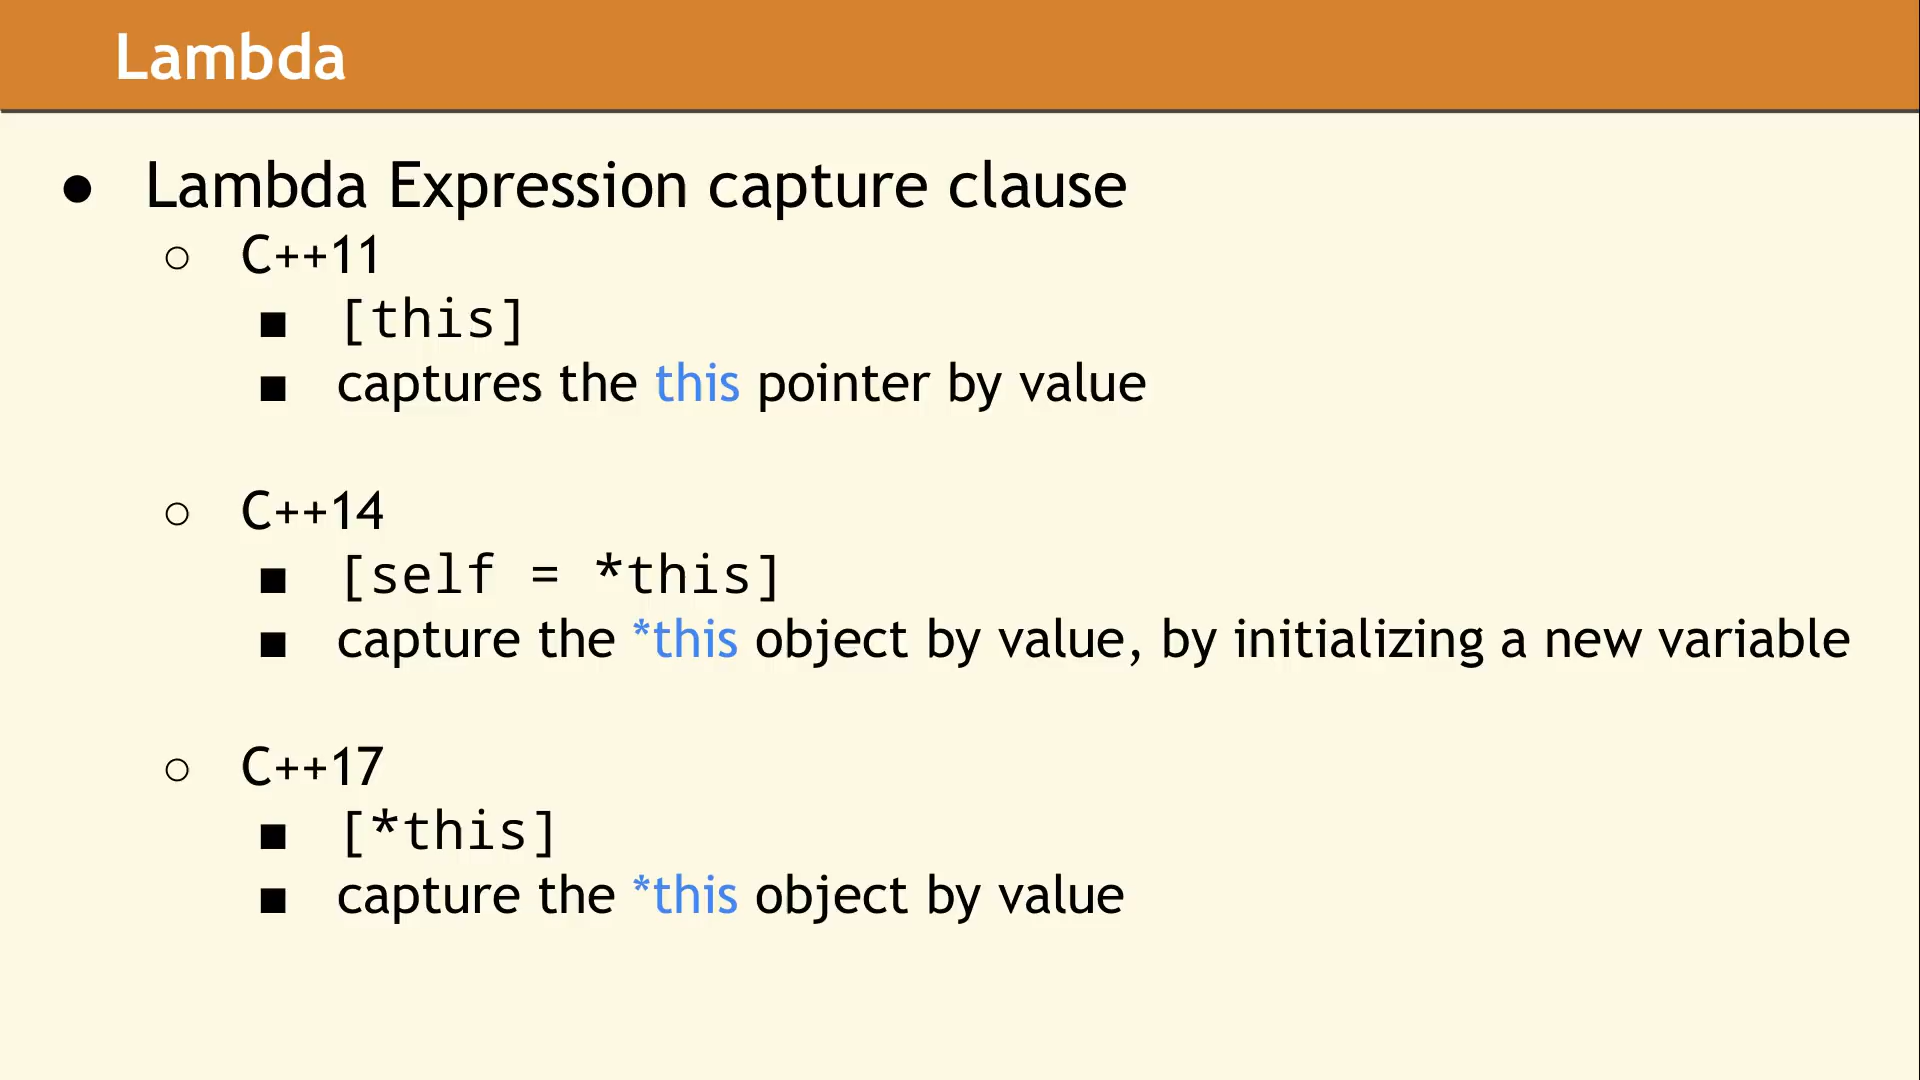 Lambda
● Lambda Expression capture clause
○ C++11
■ [this]
■ captures the this pointer by value
○ C++14
■ [self = *this]
■ capture the *this object by value, by initializing a new variable
○ C++17
■ [*this]
■ capture the *this object by value